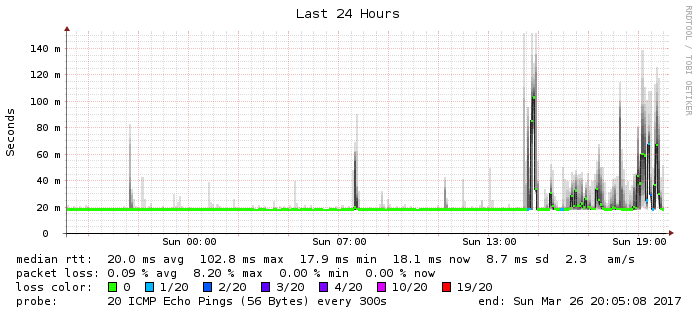 Last 24 Hours
RRDTOOL / TOBI OETIKER
Seconds
140 m
120 m
100 m
80 m
60 m
40 m
20 m
0
Sun 00:00 Sun 07:00 Sun 13:00 Sun 19:00
median rtt: 20.0 ms avg 102.8 ms max 17.9 ms min 18.1 ms now 8.7 ms sd 2.3 am/s
packet loss: 0.09 % avg 8.20 % max 0.00 % min 0.00 % now
loss color: 0 1/20 2/20 3/20 4/20 10/20 19/20
probe: 20 ICMP Echo Pings (56 Bytes) every 300s end: Sun Mar 26 20:05:08 2017